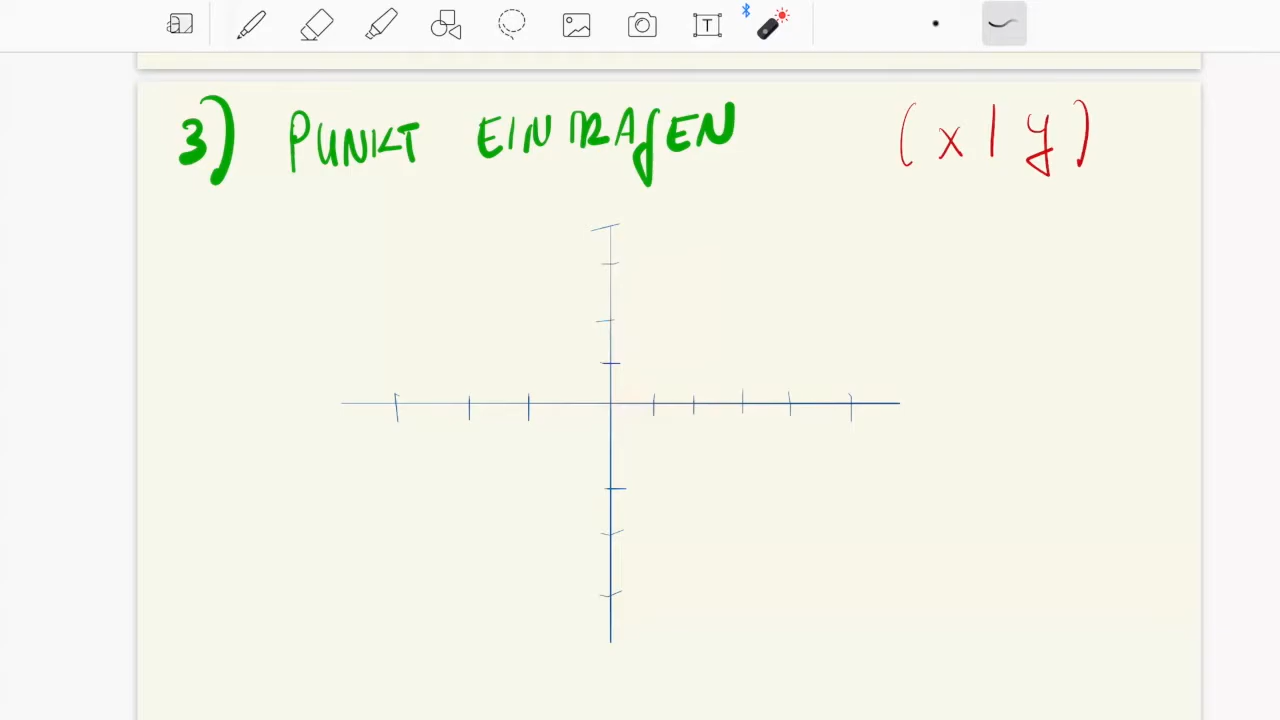 3) PUNKT EINTRAGEN (x | y)